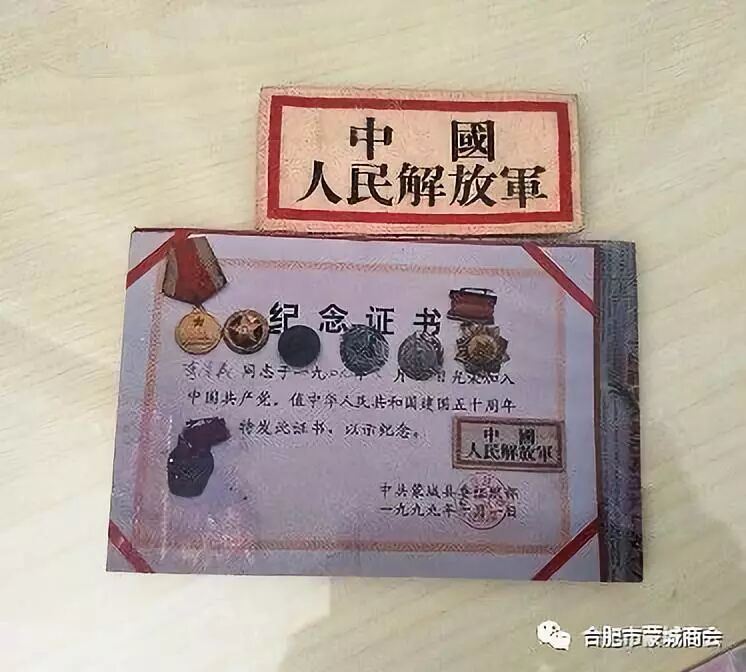 中 國
人民解放軍
纪念证书
同志于一九
加入
中国共产党。值中华人民共和国建国五十周年
特发此证书、以示纪念。
中 國
人民解放軍
中共蒙城县委组织部
一九九九年 月一日
合肥市蒙城商会